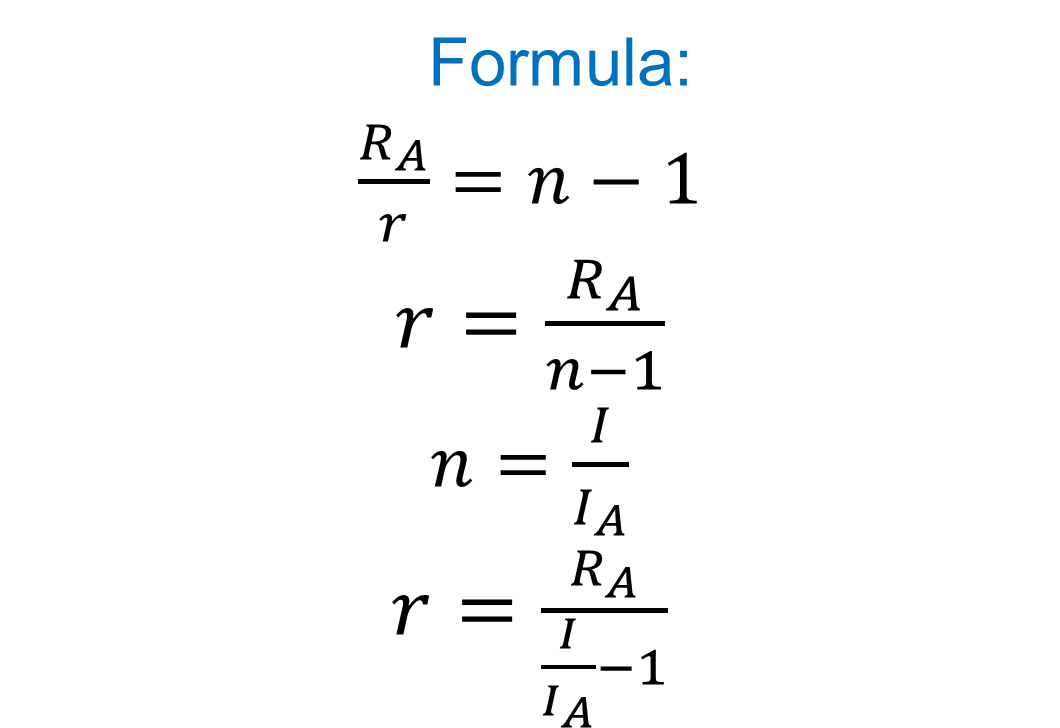 Formula:
R_A/r = n − 1
r = R_A/(n−1)
n = I/I_A
r = R_A/(I/I_A −1)